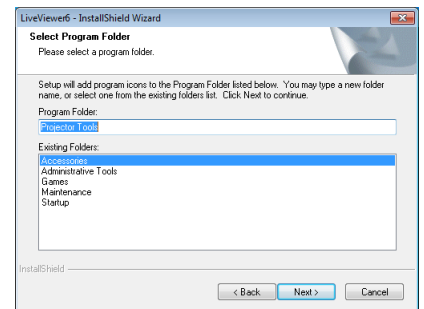 LiveViewer6 - InstallShield Wizard
Select Program Folder
Please select a program folder.
Setup will add program icons to the Program Folder listed below. You may type a new folder
name, or select one from the existing folders list. Click Next to continue.
Program Folder:
Projector Tools
Existing Folders:
Accessories
Administrative Tools
Games
Maintenance
Startup
InstallShield
< Back
Next >
Cancel